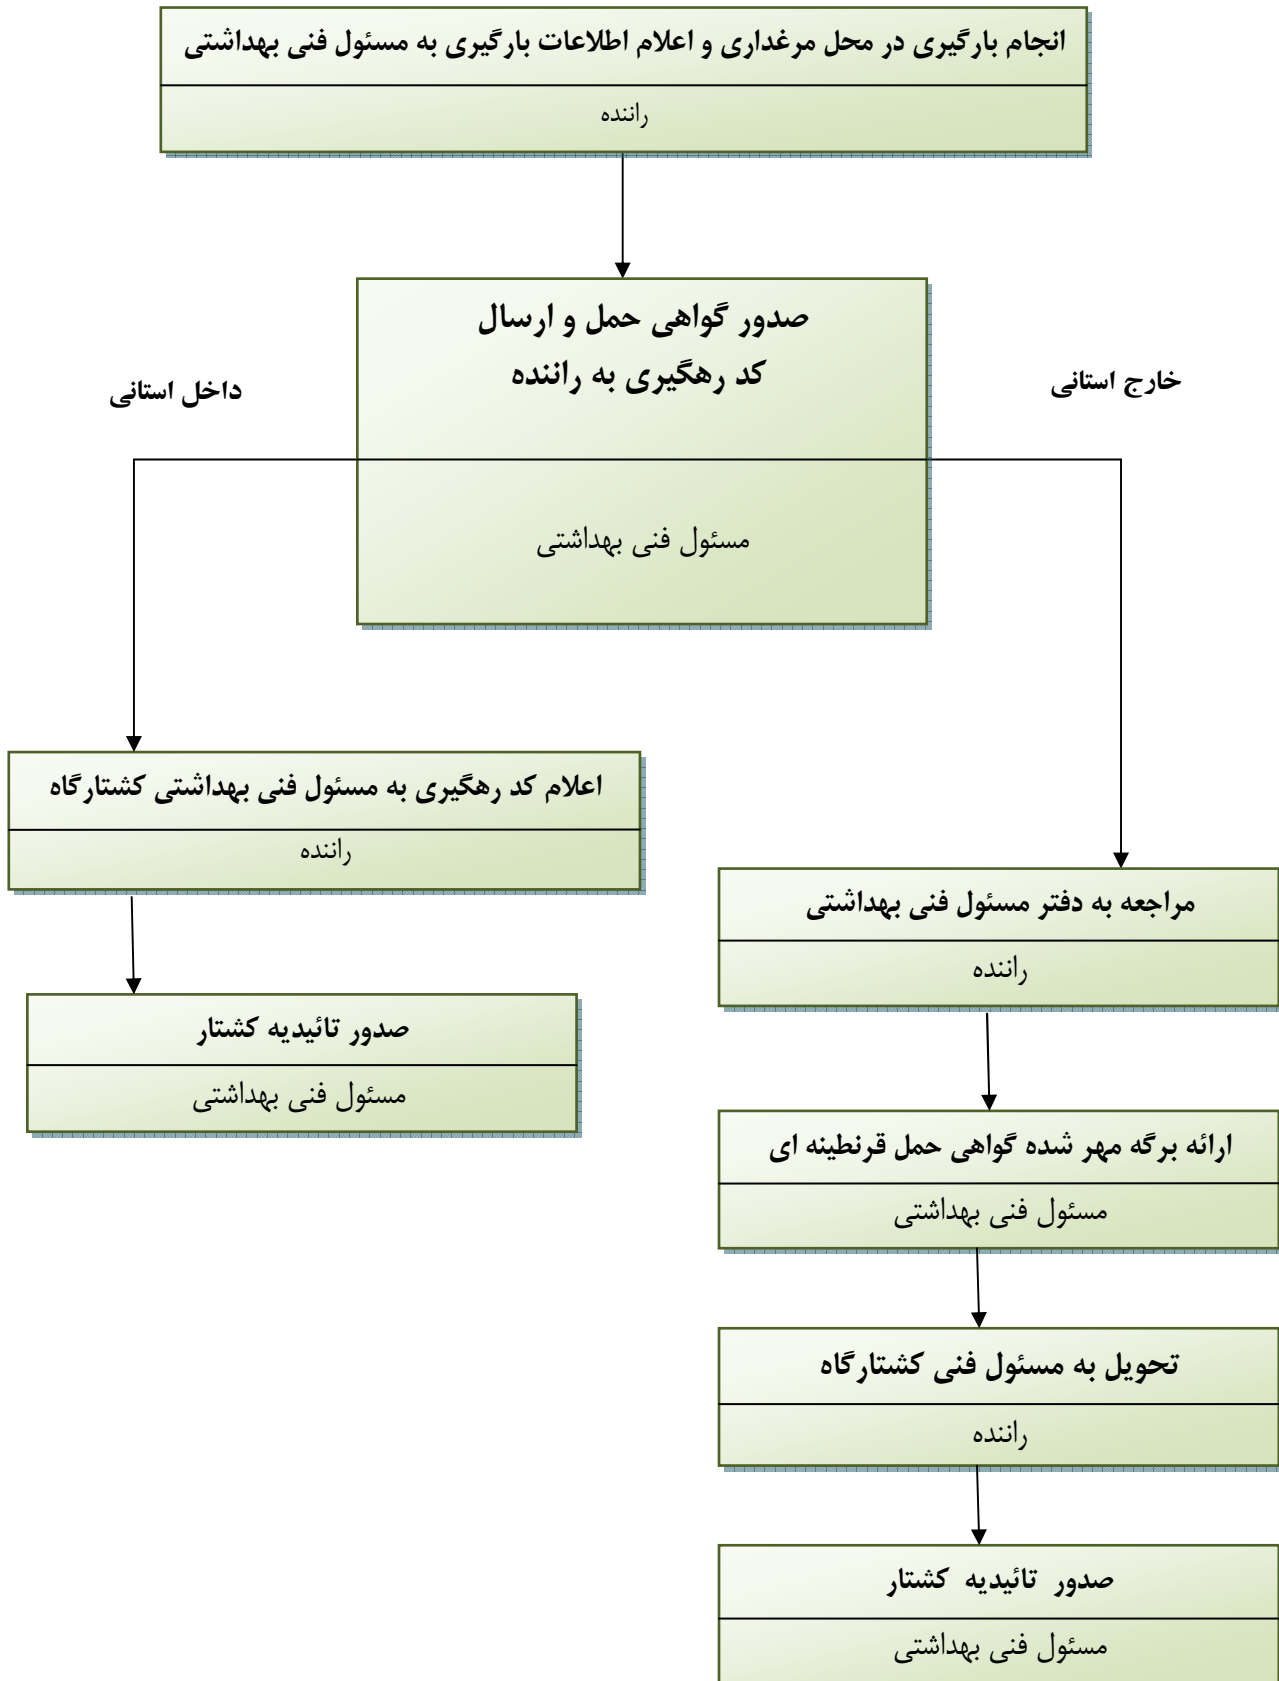 انجام بارگیری در محل مرغداری و اعلام اطلاعات بارگیری به مسئول فنی بهداشتی
راننده
صدور گواهی حمل و ارسال
کد رهگیری به راننده
مسئول فنی بهداشتی
خارج استانی
داخل استانی
اعلام کد رهگیری به مسئول فنی بهداشتی کشتارگاه
راننده
صدور تائیدیه کشتار
مسئول فنی بهداشتی
مراجعه به دفتر مسئول فنی بهداشتی
راننده
ارائه برگه مهر شده گواهی حمل قرنطینه ای
مسئول فنی بهداشتی
تحویل به مسئول فنی کشتارگاه
راننده
صدور تائیدیه کشتار
مسئول فنی بهداشتی